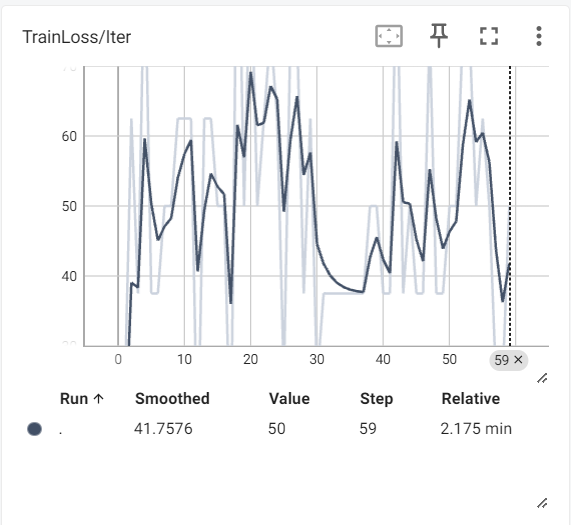 TrainLoss/Iter
60
50
40
0 10 20 30 40 50 59 ×
Run ↑ Smoothed Value Step Relative
. 41.7576 50 59 2.175 min